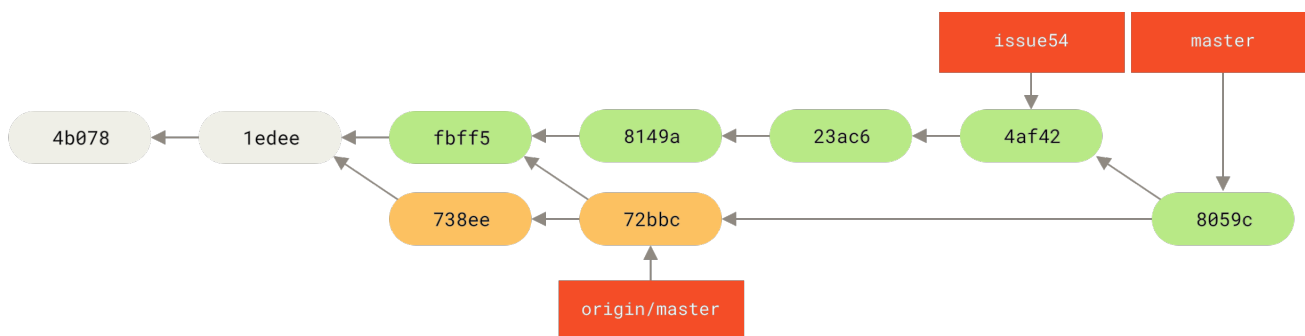 issue54
master
4b078
1edee
fbff5
8149a
23ac6
4af42
738ee
72bbc
8059c
origin/master